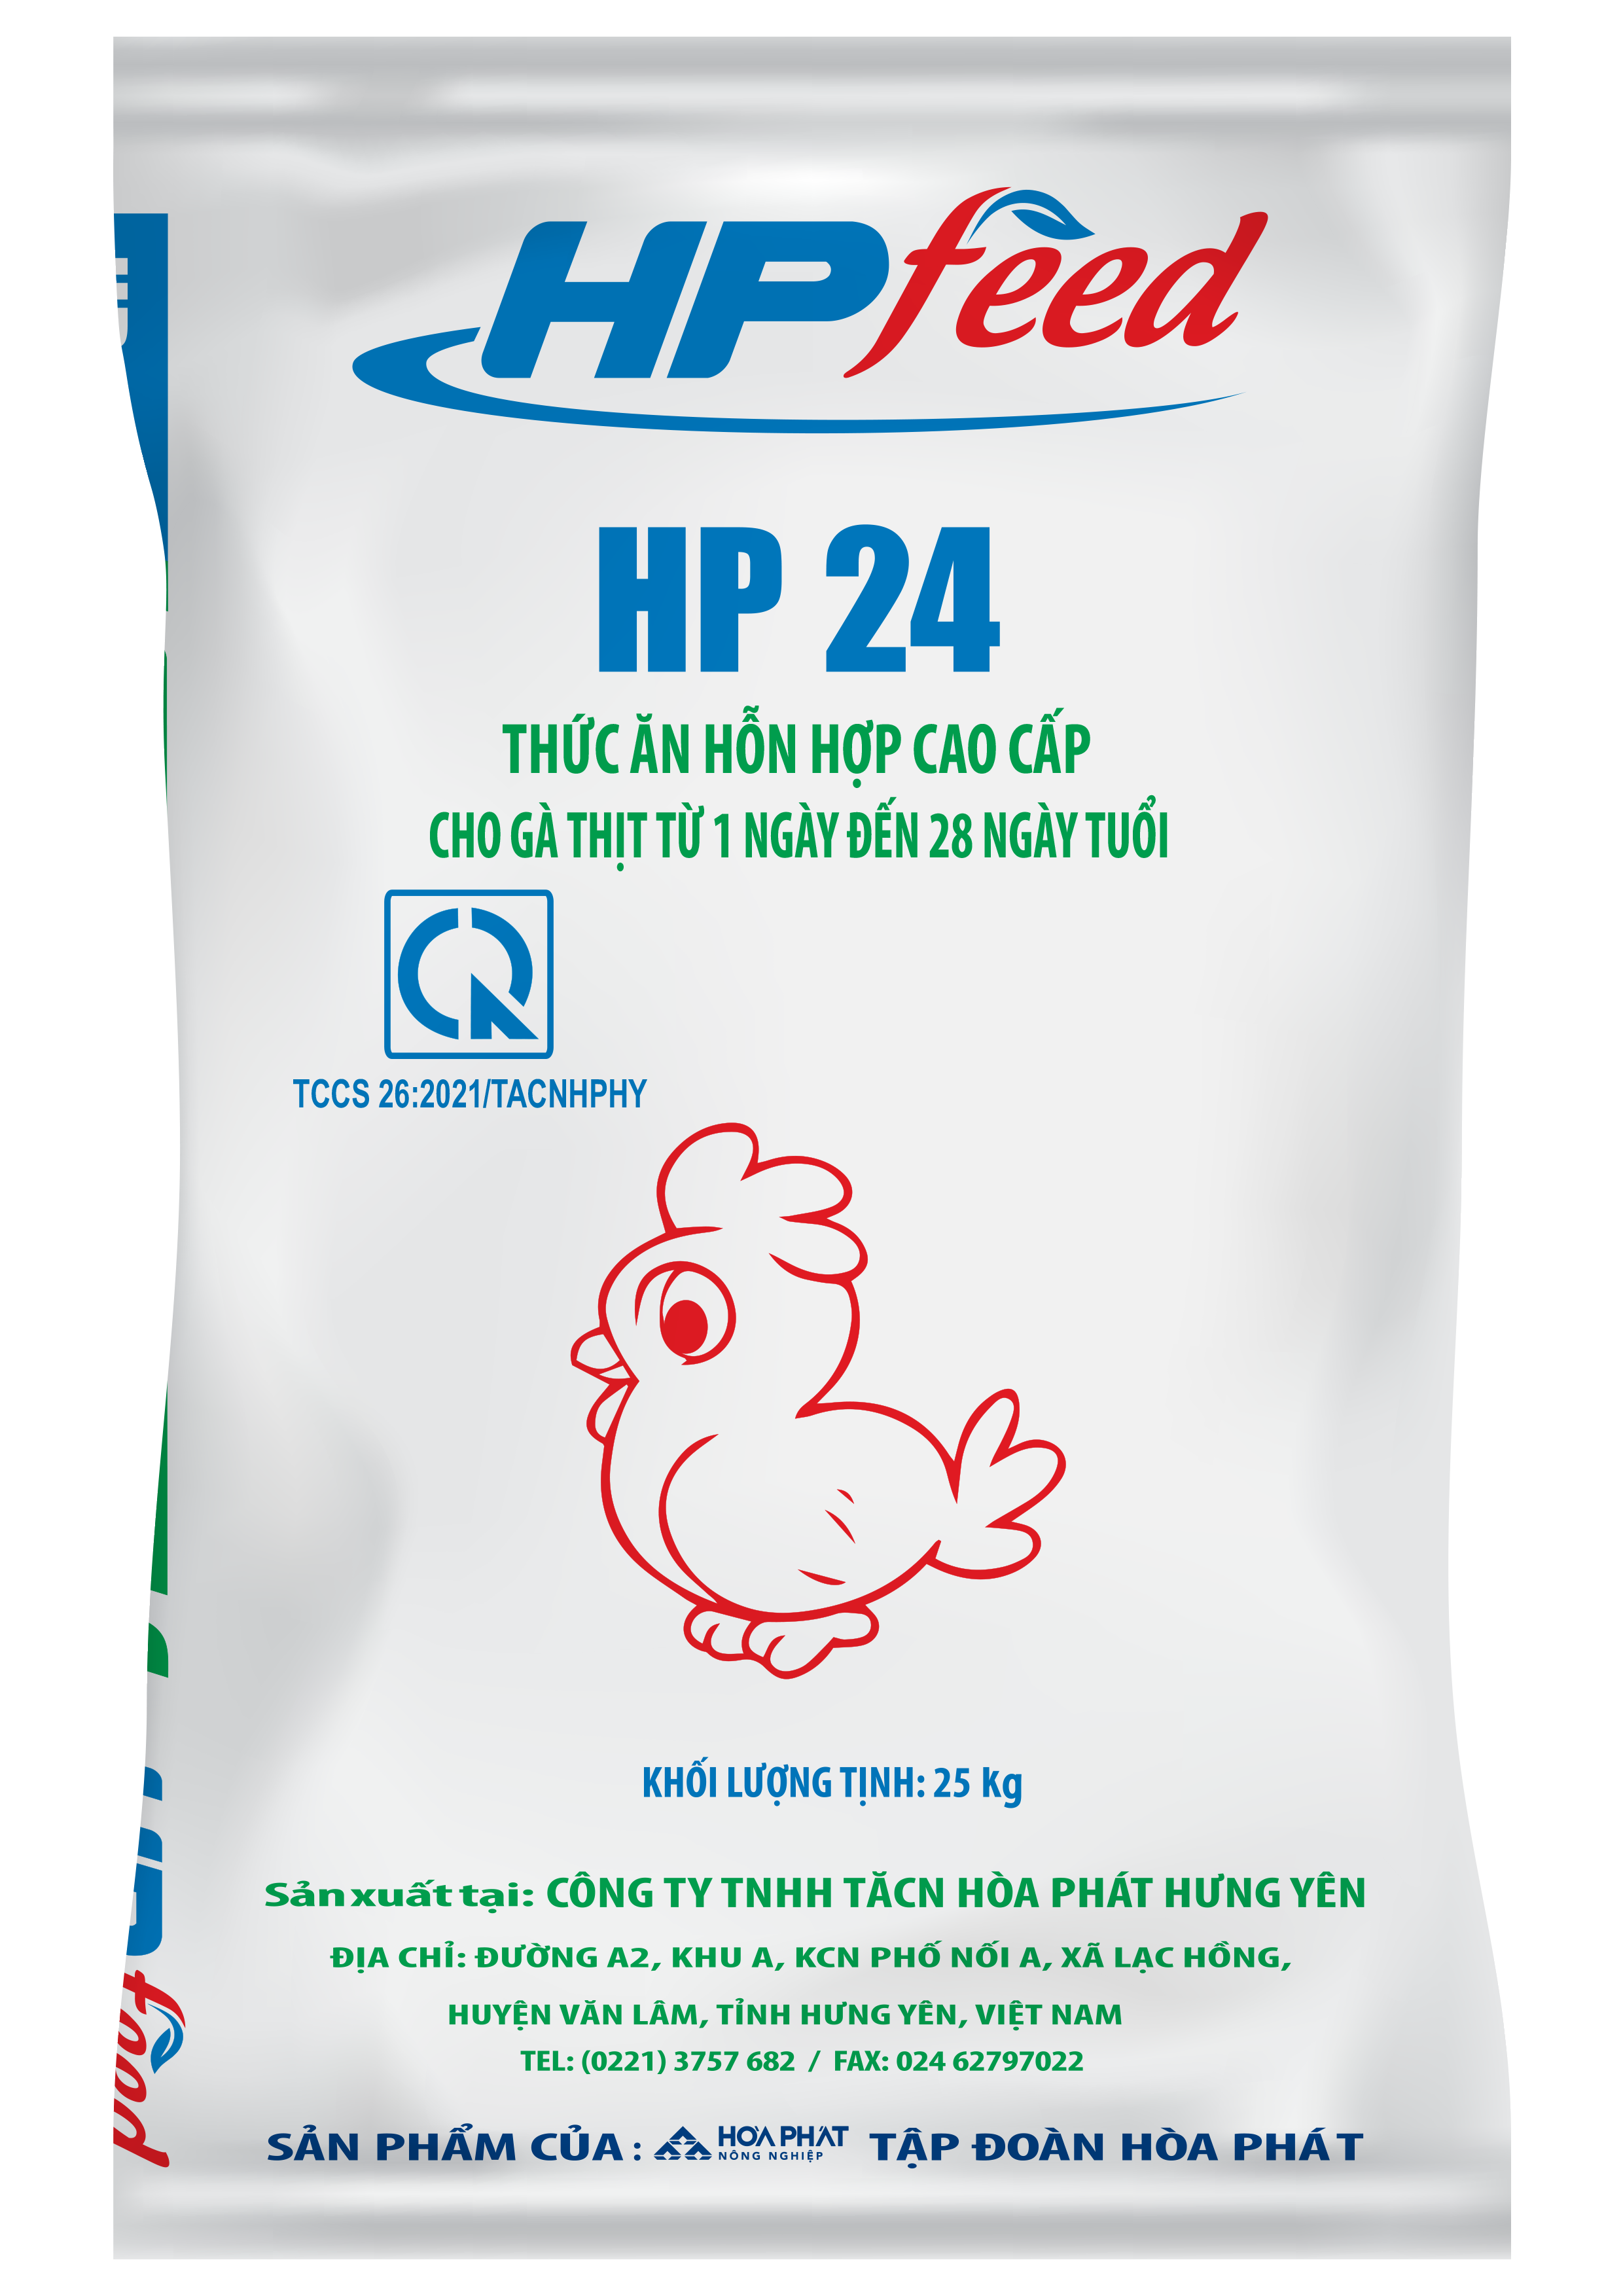 HPfeed
HP 24
THỨC ĂN HỖN HỢP CAO CẤP
CHO GÀ THỊT TỪ 1 NGÀY ĐẾN 28 NGÀY TUỔI
TCCS 26:2021/TACNHPHY
KHỐI LƯỢNG TỊNH: 25 kg
Sản xuất tại: CÔNG TY TNHH TĂCN HÒA PHÁT HƯNG YÊN
ĐỊA CHỈ: ĐƯỜNG A2, KHU A, KCN PHỐ NỐI A, XÃ LẠC HỒNG,
HUYỆN VĂN LÂM, TỈNH HƯNG YÊN, VIỆT NAM
TEL: (0221) 3757 682 / FAX: 024 62797022
SẢN PHẨM CỦA : HÒA PHÁT NÔNG NGHIỆP TẬP ĐOÀN HÒA PHÁT
feed